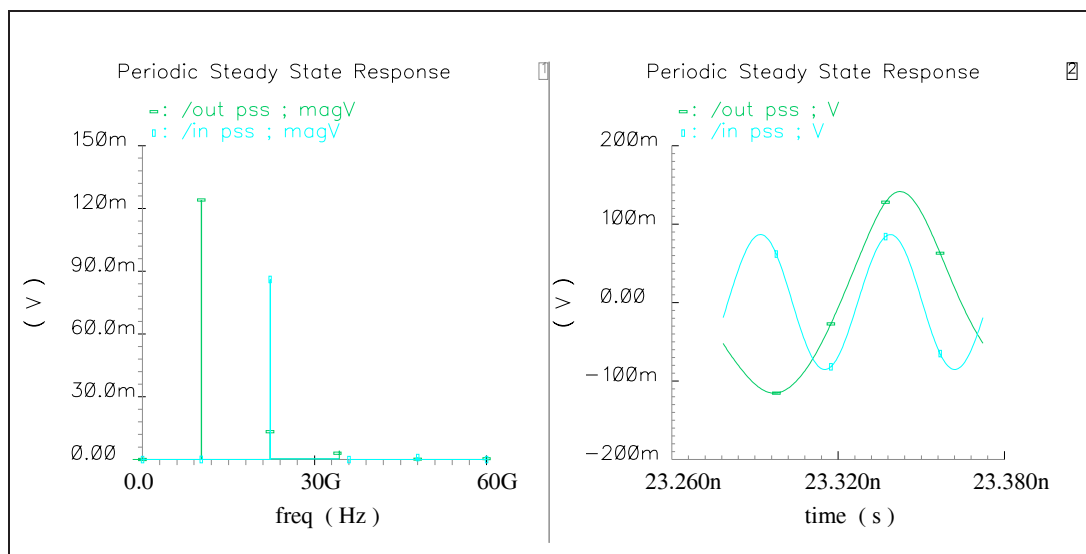 Periodic Steady State Response
1
: /out pss ; magV
: /in pss ; magV
150m
120m
90.0m
60.0m
30.0m
0.00
( V )
0.0
30G
60G
freq ( Hz )
Periodic Steady State Response
2
: /out pss ; V
: /in pss ; V
200m
100m
0.00
-100m
-200m
( V )
23.260n
23.320n
23.380n
time ( s )